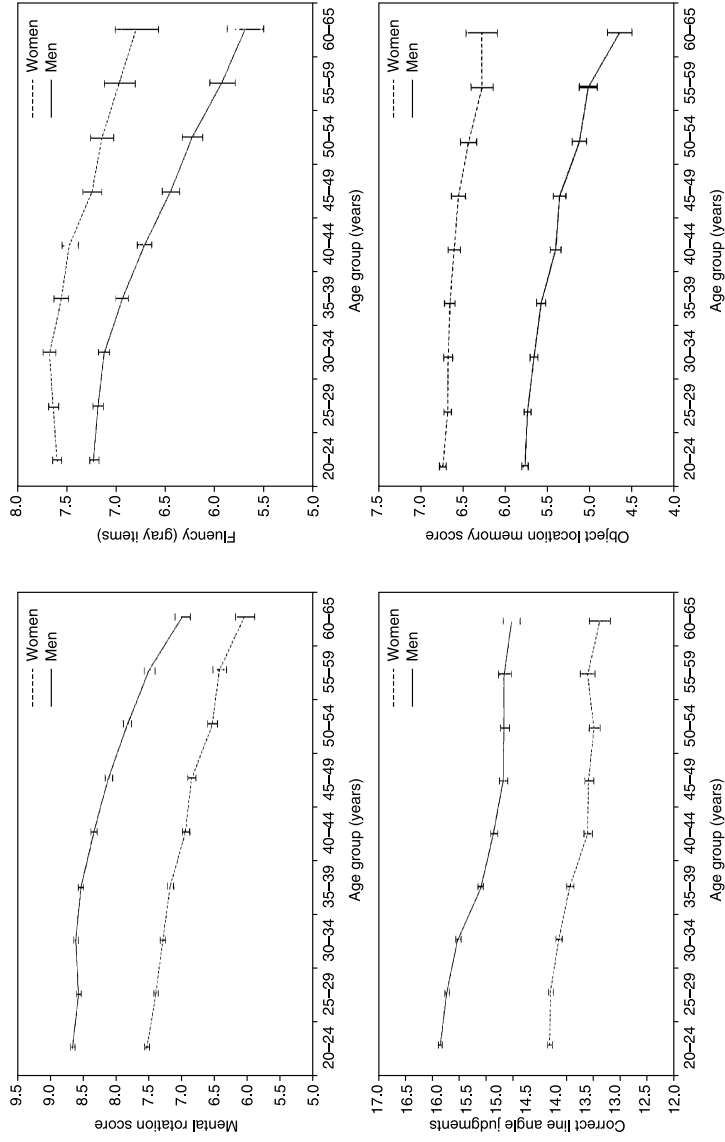 Mental rotation score
9.5
9.0
8.5
8.0
7.5
7.0
6.5
6.0
5.5
5.0
Women
Men
20–24 25–29 30–34 35–39 40–44 45–49 50–54 55–59 60–65
Age group (years)
Fluency (gray items)
8.0
7.5
7.0
6.5
6.0
5.5
5.0
Women
Men
20–24 25–29 30–34 35–39 40–44 45–49 50–54 55–59 60–65
Age group (years)
Correct line angle judgments
17.0
16.5
16.0
15.5
15.0
14.5
14.0
13.5
13.0
12.5
12.0
Women
Men
20–24 25–29 30–34 35–39 40–44 45–49 50–54 55–59 60–65
Age group (years)
Object location memory score
7.5
7.0
6.5
6.0
5.5
5.0
4.5
4.0
Women
Men
20–24 25–29 30–34 35–39 40–44 45–49 50–54 55–59 60–65
Age group (years)